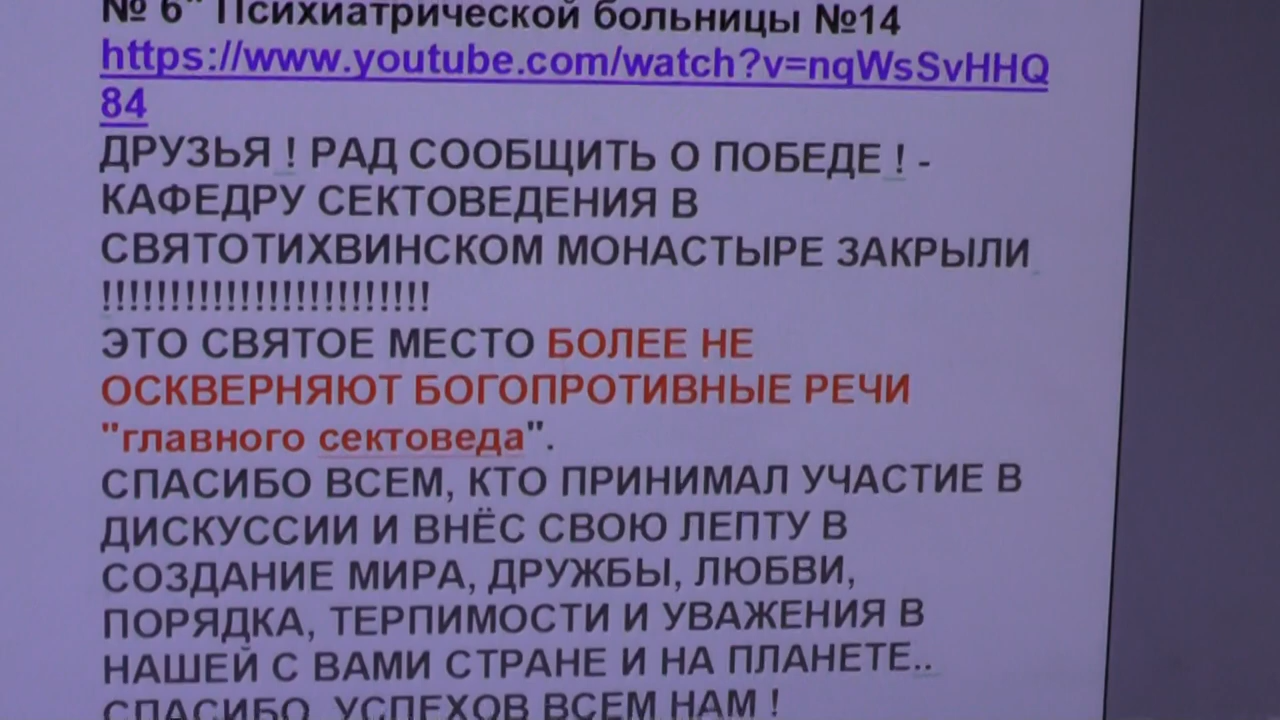 № 6" Психиатрической больницы №14
https://www.youtube.com/watch?v=nqWsSvHHQ
84
ДРУЗЬЯ ! РАД СООБЩИТЬ О ПОБЕДЕ ! -
КАФЕДРУ СЕКТОВЕДЕНИЯ В
СВЯТОТИХВИНСКОМ МОНАСТЫРЕ ЗАКРЫЛИ
!!!!!!!!!!!!!!!!!!!!!!!!
ЭТО СВЯТОЕ МЕСТО БОЛЕЕ НЕ
ОСКВЕРНЯЮТ БОГОПРОТИВНЫЕ РЕЧИ
"главного сектоведа".
СПАСИБО ВСЕМ, КТО ПРИНИМАЛ УЧАСТИЕ В
ДИСКУССИИ И ВНЁС СВОЮ ЛЕПТУ В
СОЗДАНИЕ МИРА, ДРУЖБЫ, ЛЮБВИ,
ПОРЯДКА, ТЕРПИМОСТИ И УВАЖЕНИЯ В
НАШЕЙ С ВАМИ СТРАНЕ И НА ПЛАНЕТЕ..
СПАСИБО, УСПЕХОВ ВСЕМ НАМ !